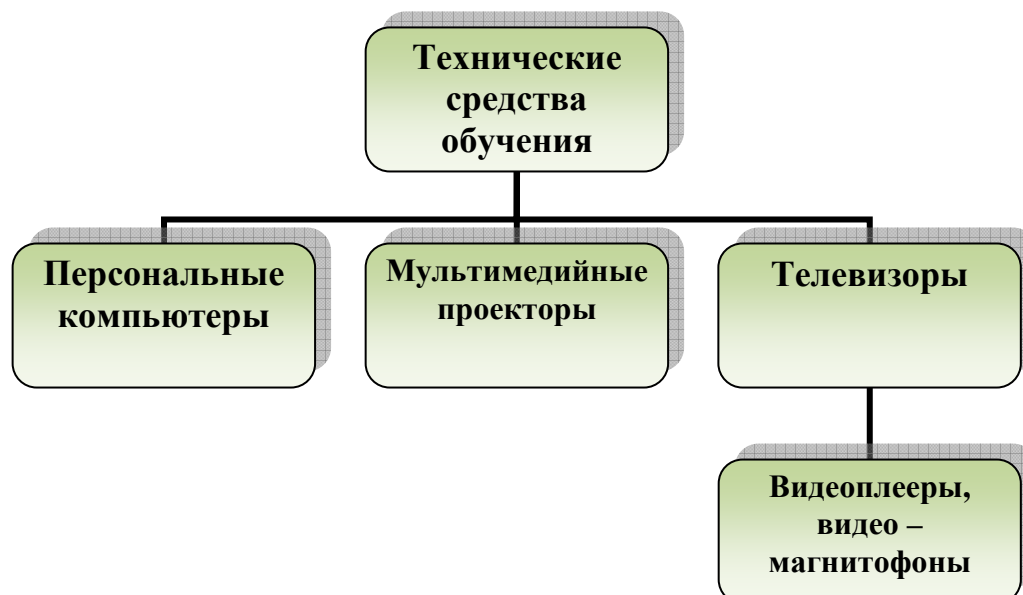 Технические
средства
обучения
Персональные
компьютеры
Мультимедийные
проекторы
Телевизоры
Видеоплееры,
видео –
магнитофоны